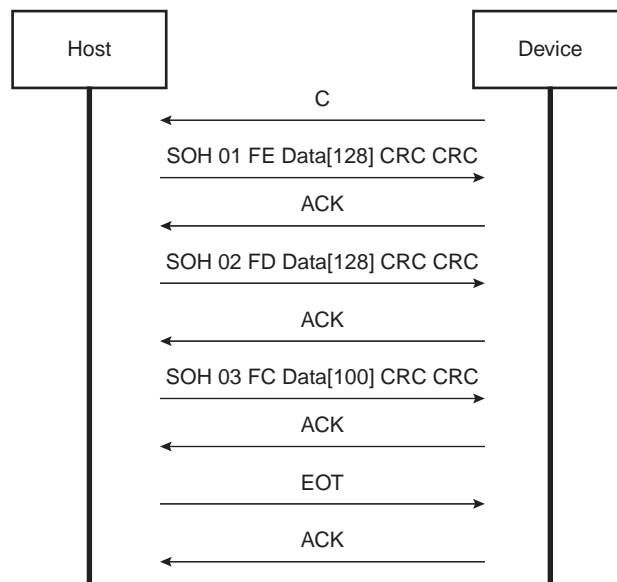 Host
Device
C
SOH 01 FE Data[128] CRC CRC
ACK
SOH 02 FD Data[128] CRC CRC
ACK
SOH 03 FC Data[100] CRC CRC
ACK
EOT
ACK